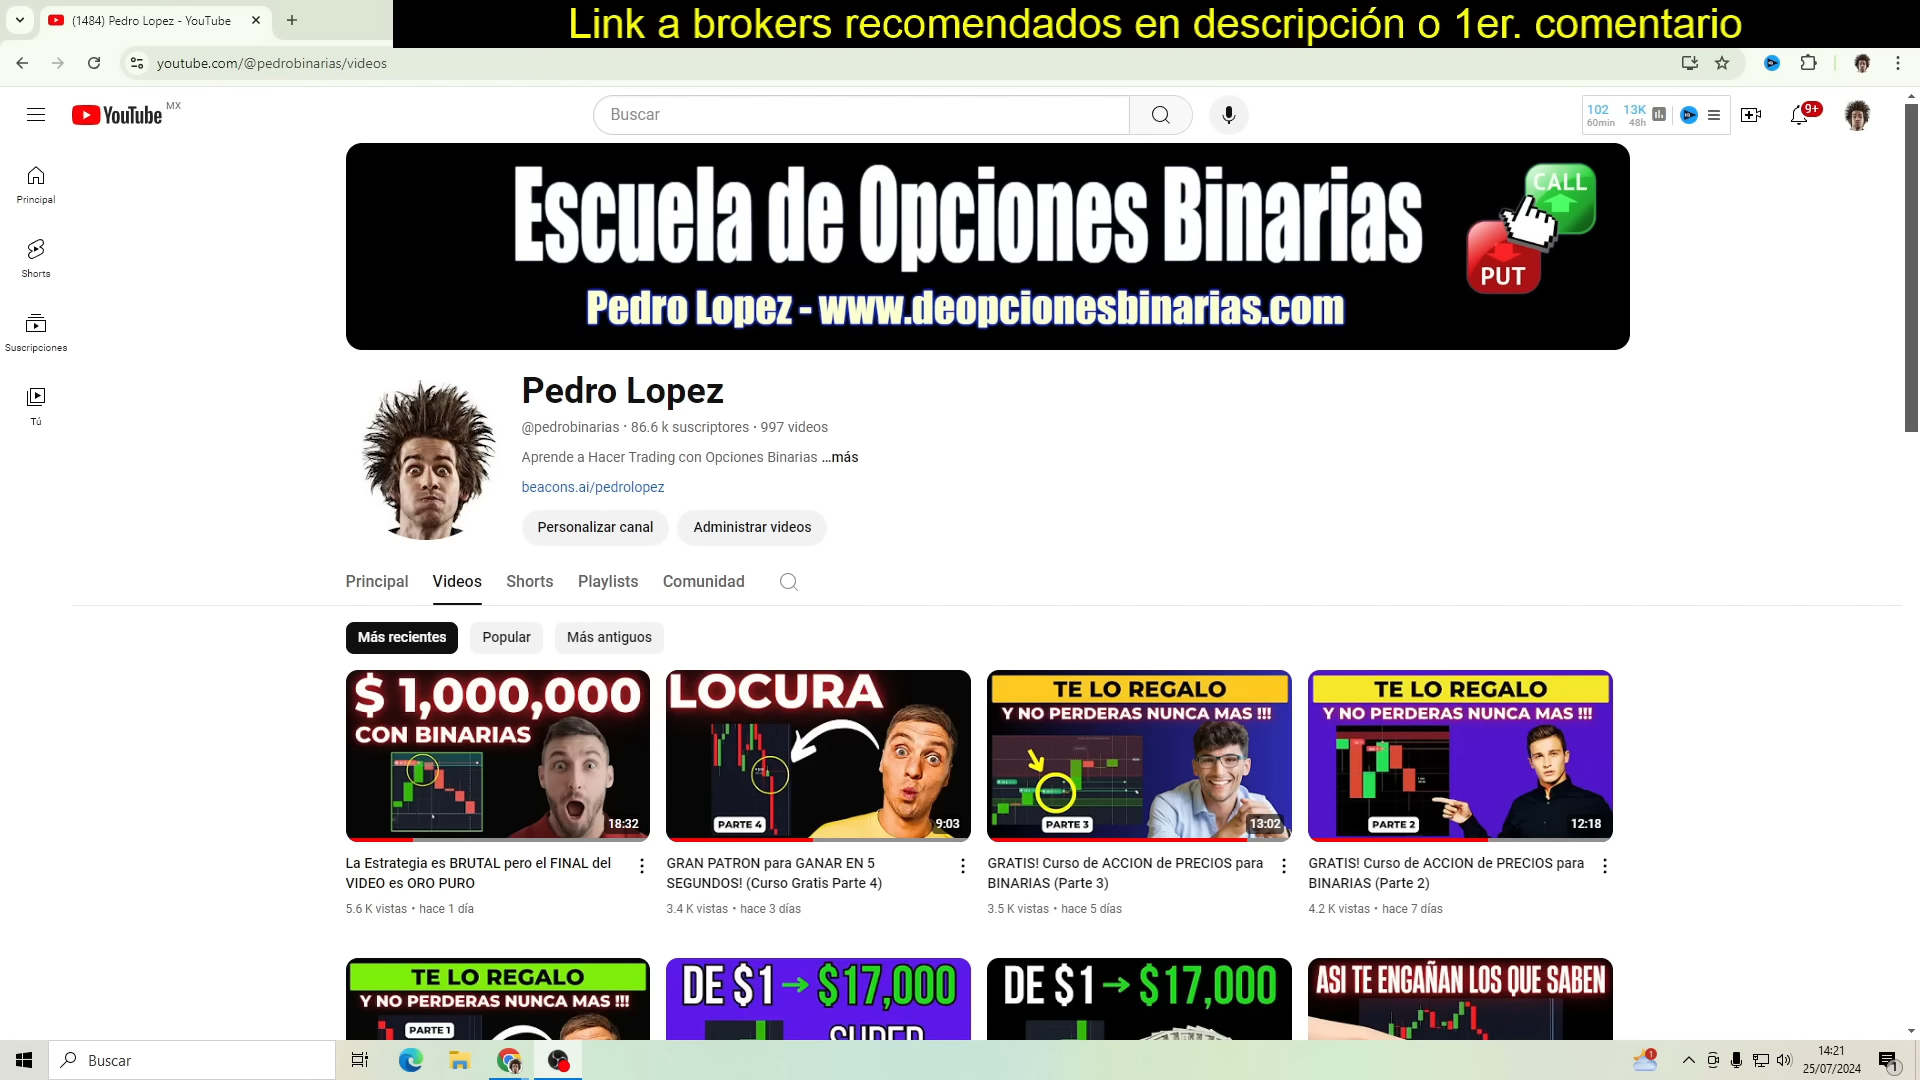 Link a brokers recomendados en descripción o 1er. comentario
(1484) Pedro Lopez - YouTube
youtube.com/@pedrobinarias/videos
YouTube MX
Buscar
102 13K
60min 48h
9+
Principal
Shorts
Suscripciones
Tú
Escuela de Opciones Binarias
Pedro Lopez - www.deopcionesbinarias.com
CALL
PUT
Pedro Lopez
@pedrobinarias · 86.6 k suscriptores · 997 videos
Aprende a Hacer Trading con Opciones Binarias ...más
beacons.ai/pedrolopez
Personalizar canal Administrar videos
Principal Videos Shorts Playlists Comunidad
Más recientes Popular Más antiguos
$ 1,000,000
CON BINARIAS
18:32
La Estrategia es BRUTAL pero el FINAL del
VIDEO es ORO PURO
5.6 K vistas • hace 1 día
LOCURA
PARTE 4
9:03
GRAN PATRON para GANAR EN 5
SEGUNDOS! (Curso Gratis Parte 4)
3.4 K vistas • hace 3 días
TE LO REGALO
Y NO PERDERAS NUNCA MAS !!!
PARTE 3
13:02
GRATIS! Curso de ACCION de PRECIOS para
BINARIAS (Parte 3)
3.5 K vistas • hace 5 días
TE LO REGALO
Y NO PERDERAS NUNCA MAS !!!
PARTE 2
12:18
GRATIS! Curso de ACCION de PRECIOS para
BINARIAS (Parte 2)
4.2 K vistas • hace 7 días
TE LO REGALO
Y NO PERDERAS NUNCA MAS !!!
PARTE 1
DE $1 → $17,000
SUPER
DE $1 → $17,000
ASI TE ENGAÑAN LOS QUE SABEN
Buscar
1
14:21
25/07/2024
1